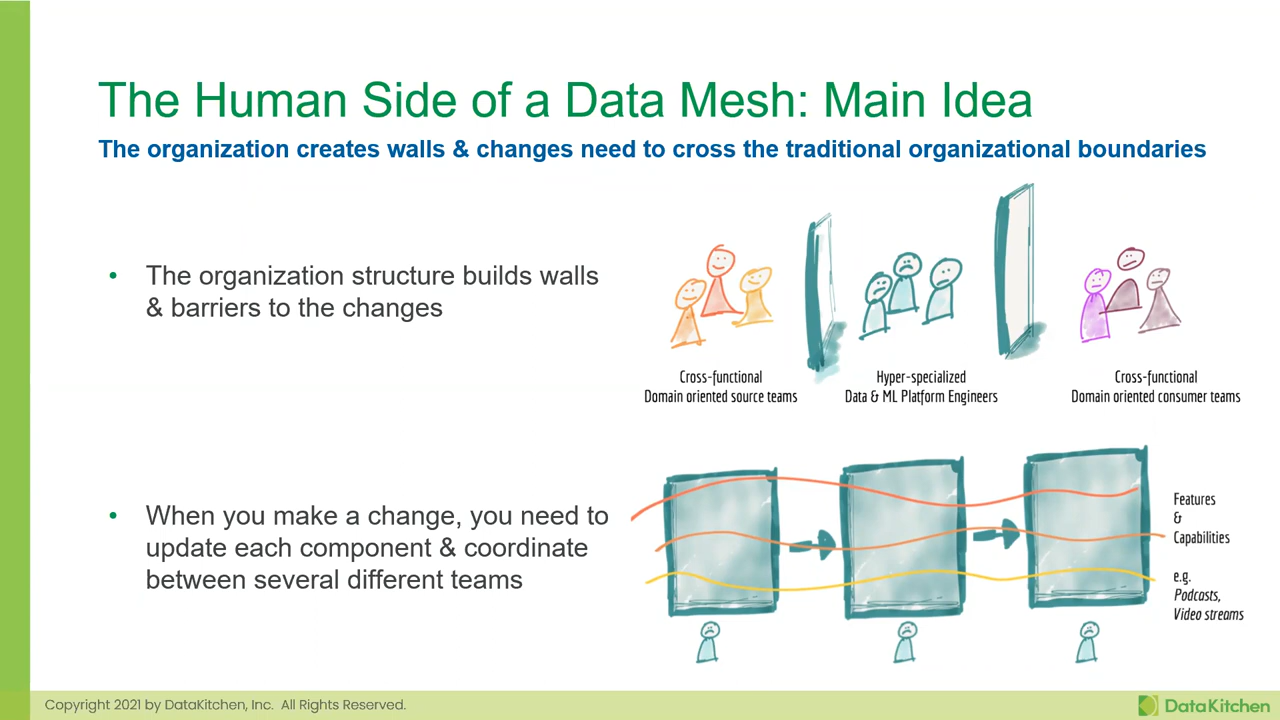 The Human Side of a Data Mesh: Main Idea
The organization creates walls & changes need to cross the traditional organizational boundaries
• The organization structure builds walls
& barriers to the changes
Cross-functional
Domain oriented source teams
Hyper-specialized
Data & ML Platform Engineers
Cross-functional
Domain oriented consumer teams
• When you make a change, you need to
update each component & coordinate
between several different teams
Features
&
Capabilities
e.g.
Podcasts,
Video streams
Copyright 2021 by DataKitchen, Inc. All Rights Reserved.
DataKitchen